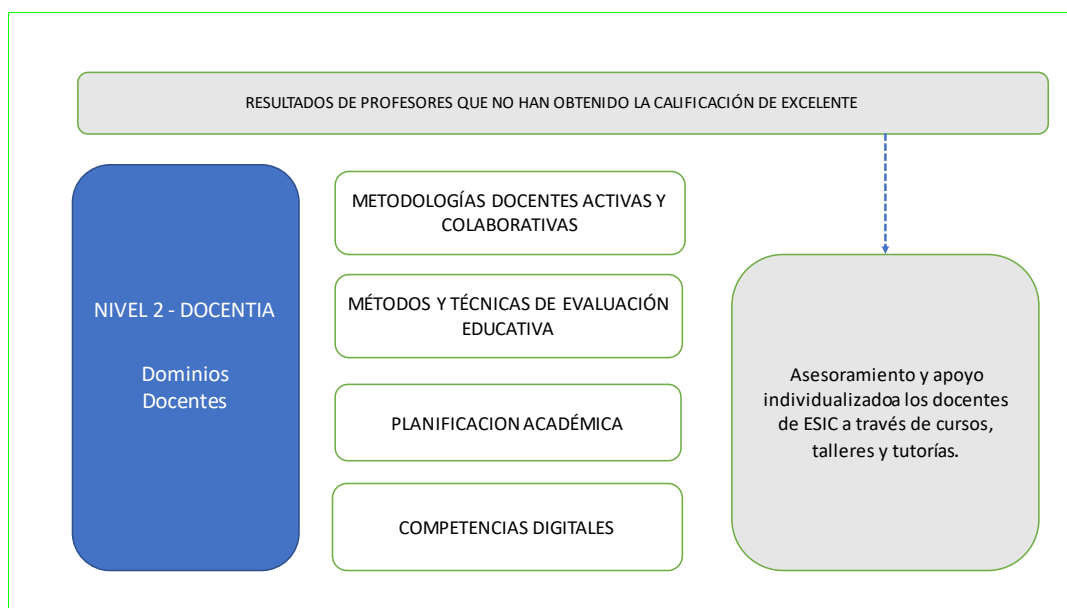 RESULTADOS DE PROFESORES QUE NO HAN OBTENIDO LA CALIFICACIÓN DE EXCELENTE
NIVEL 2 - DOCENTIA
Dominios
Docentes
METODOLOGÍAS DOCENTES ACTIVAS Y
COLABORATIVAS
MÉTODOS Y TÉCNICAS DE EVALUACIÓN
EDUCATIVA
PLANIFICACION ACADÉMICA
COMPETENCIAS DIGITALES
Asesoramiento y apoyo
individualizadoa los docentes
de ESIC a través de cursos,
talleres y tutorías.